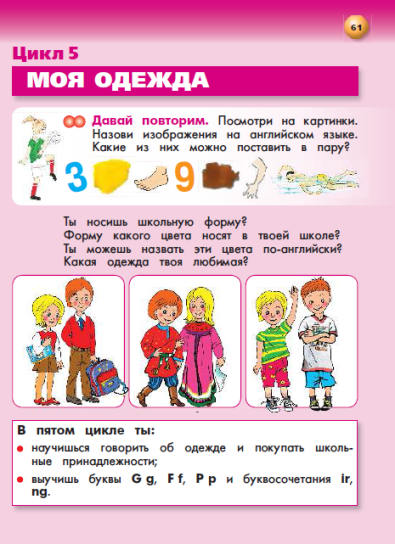 61
Цикл 5
МОЯ ОДЕЖДА
Давай повторим. Посмотри на картинки.
Назови изображения на английском языке.
Какие из них можно поставить в пару?
3 9
Ты носишь школьную форму?
Форму какого цвета носят в твоей школе?
Ты можешь назвать эти цвета по-английски?
Какая одежда твоя любимая?
В пятом цикле ты:
• научишься говорить об одежде и покупать школь-
ные принадлежности;
• выучишь буквы G g, F f, P p и буквосочетания ir,
ng.